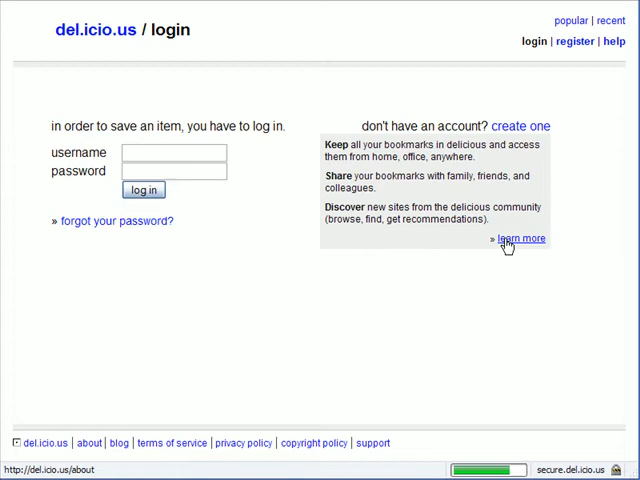 del.icio.us / login
popular | recent
login | register | help
in order to save an item, you have to log in.
username
password
log in
» forgot your password?
don't have an account? create one
Keep all your bookmarks in delicious and access
them from home, office, anywhere.
Share your bookmarks with family, friends, and
colleagues.
Discover new sites from the delicious community
(browse, find, get recommendations).
» learn more
del.icio.us | about | blog | terms of service | privacy policy | copyright policy | support
http://del.icio.us/about
secure.del.icio.us